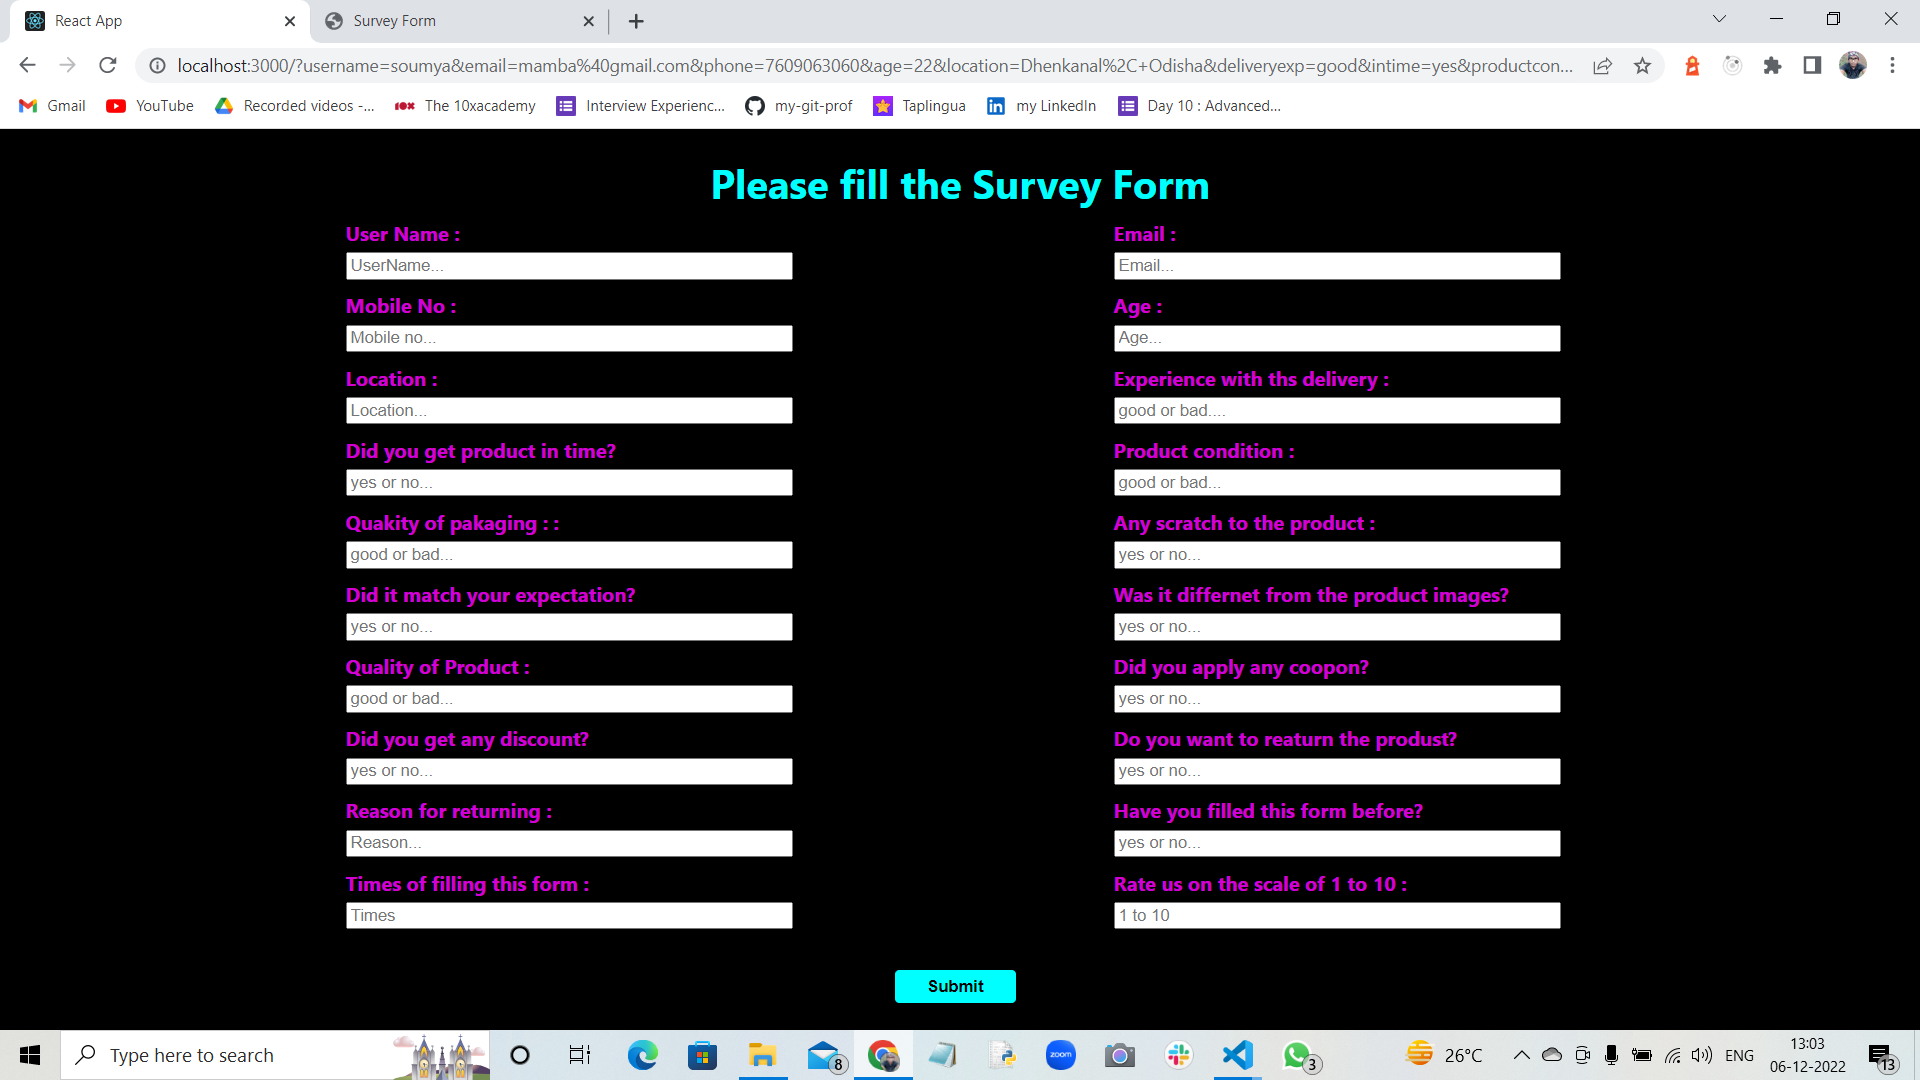 React App
Survey Form
localhost:3000/?username=soumya&email=mamba%40gmail.com&phone=7609063060&age=22&location=Dhenkanal%2C+Odisha&deliveryexp=good&intime=yes&productcon...
Gmail
YouTube
Recorded videos -...
The 10xacademy
Interview Experienc...
my-git-prof
Taplingua
my LinkedIn
Day 10 : Advanced...
Please fill the Survey Form
User Name :
Email :
UserName...
Email...
Mobile No :
Age :
Mobile no...
Age...
Location :
Experience with ths delivery :
Location...
good or bad....
Did you get product in time?
Product condition :
yes or no...
good or bad...
Quakity of pakaging : :
Any scratch to the product :
good or bad...
yes or no...
Did it match your expectation?
Was it differnet from the product images?
yes or no...
yes or no...
Quality of Product :
Did you apply any coopon?
good or bad...
yes or no...
Did you get any discount?
Do you want to reaturn the produst?
yes or no...
yes or no...
Reason for returning :
Have you filled this form before?
Reason...
yes or no...
Times of filling this form :
Rate us on the scale of 1 to 10 :
Times
1 to 10
Submit
Type here to search
8
zoom
3
26°C
ENG
13:03
06-12-2022
13